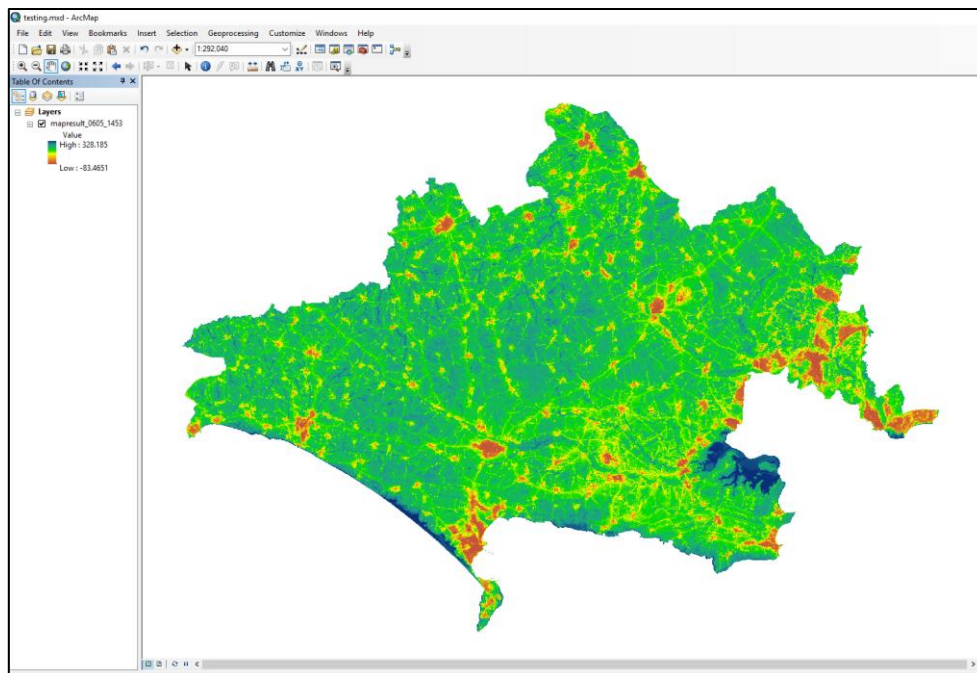 testing.mxd - ArcMap
File Edit View Bookmarks Insert Selection Geoprocessing Customize Windows Help
1:292,040
Table Of Contents
Layers
mapresult_0605_1453
Value
High : 328.185
Low : -83.4651